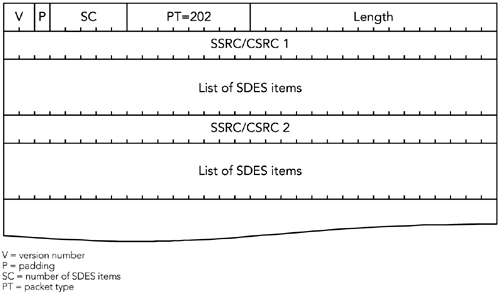 V P SC PT=202 Length
SSRC/CSRC 1
List of SDES items
SSRC/CSRC 2
List of SDES items
V = version number
P = padding
SC = number of SDES items
PT = packet type